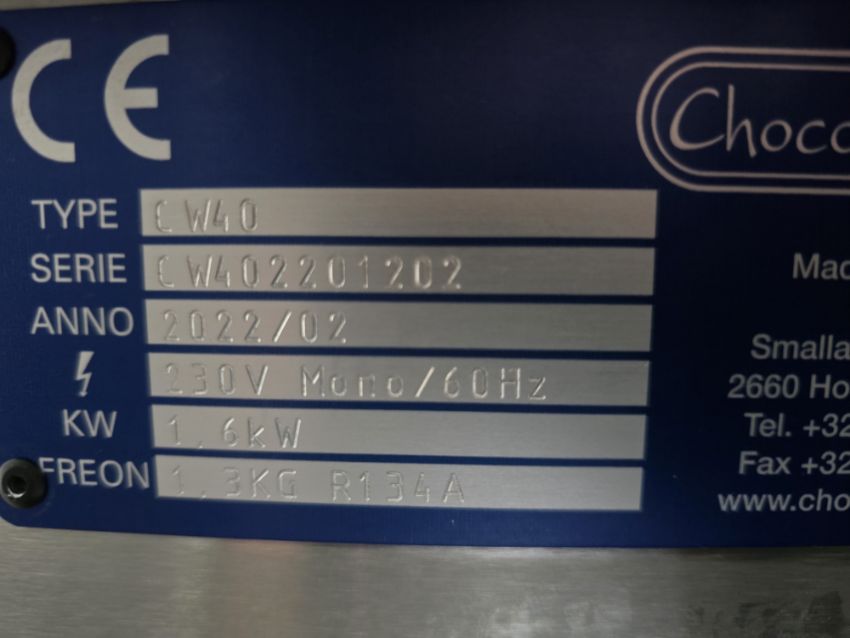 CE
Choco
TYPE CW40
SERIE CW402201202
ANNO 2022/02
230V Mono/60Hz
KW 1.6kW
FREON 1.3KG R134A
Mad
Smalla
2660 Ho
Tel. +32
Fax +32
www.cho